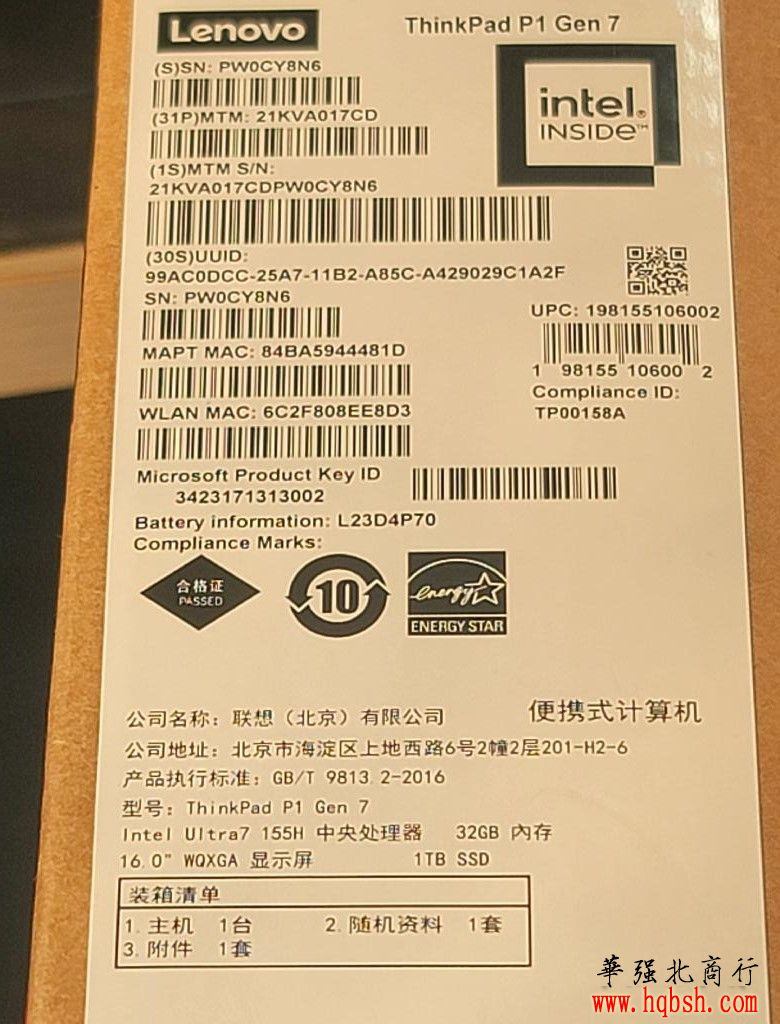 Lenovo
ThinkPad P1 Gen 7
(S)SN: PW0CY8N6
(31P)MTM: 21KVA017CD
intel.
INSIDE™
(1S)MTM S/N:
21KVA017CDPW0CY8N6
(30S)UUID:
99AC0DCC-25A7-11B2-A85C-A429029C1A2F
SN: PW0CY8N6
UPC: 198155106002
MAPT MAC: 84BA5944481D
1 98155 10600 2
Compliance ID:
TP00158A
WLAN MAC: 6C2F808EE8D3
Microsoft Product Key ID
3423171313002
Battery information: L23D4P70
Compliance Marks:
合格证
PASSED
10
energy
ENERGY STAR
公司名称: 联想（北京）有限公司
便携式计算机
公司地址: 北京市海淀区上地西路6号2幢2层201-H2-6
产品执行标准: GB/T 9813.2-2016
型号: ThinkPad P1 Gen 7
Intel Ultra7 155H 中央处理器 32GB 内存
16.0" WQXGA 显示屏 1TB SSD
装箱清单
1. 主机 1台 2. 随机资料 1套
3. 附件 1套
華强北商行
www.hqbsh.com